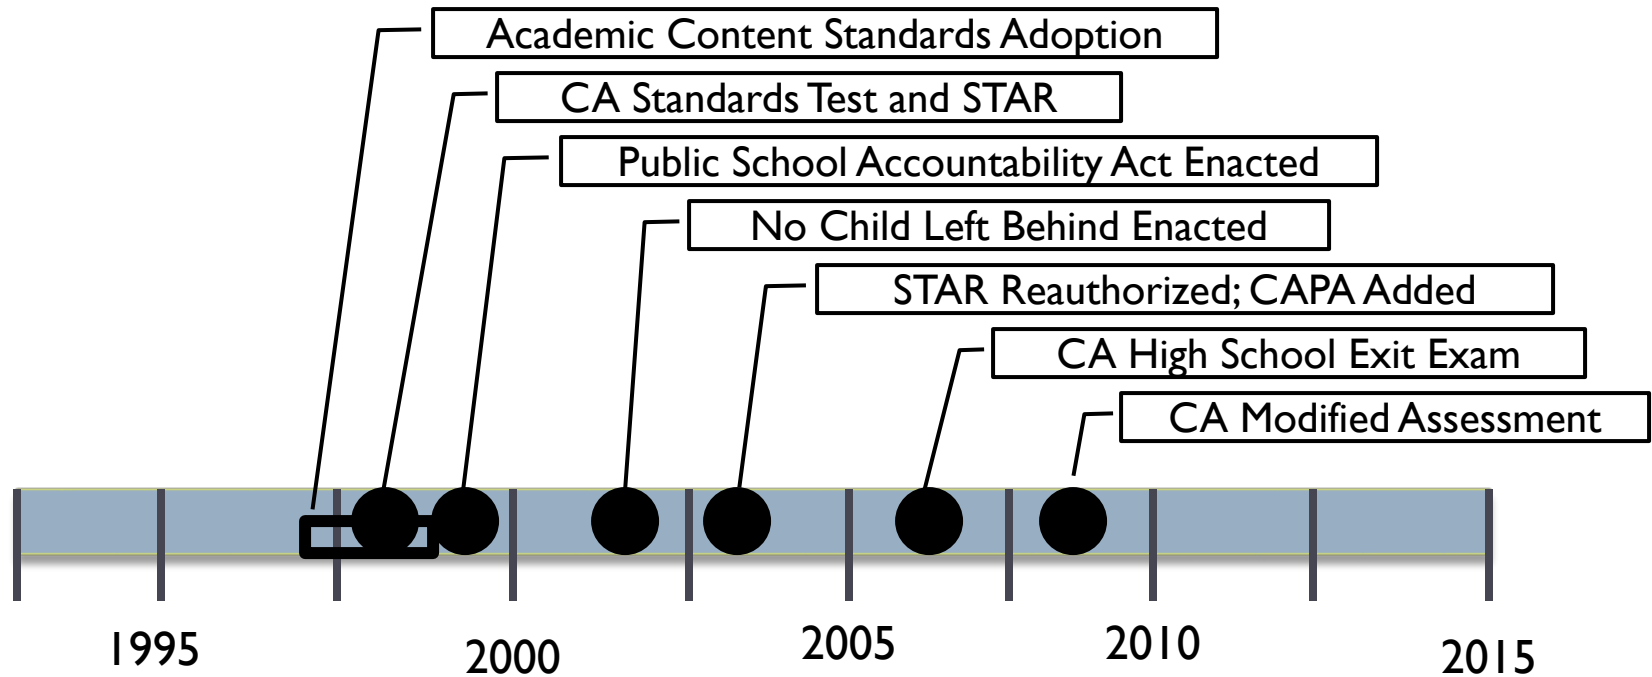 Academic Content Standards Adoption
CA Standards Test and STAR
Public School Accountability Act Enacted
No Child Left Behind Enacted
STAR Reauthorized; CAPA Added
CA High School Exit Exam
CA Modified Assessment
1995
2000
2005
2010
2015